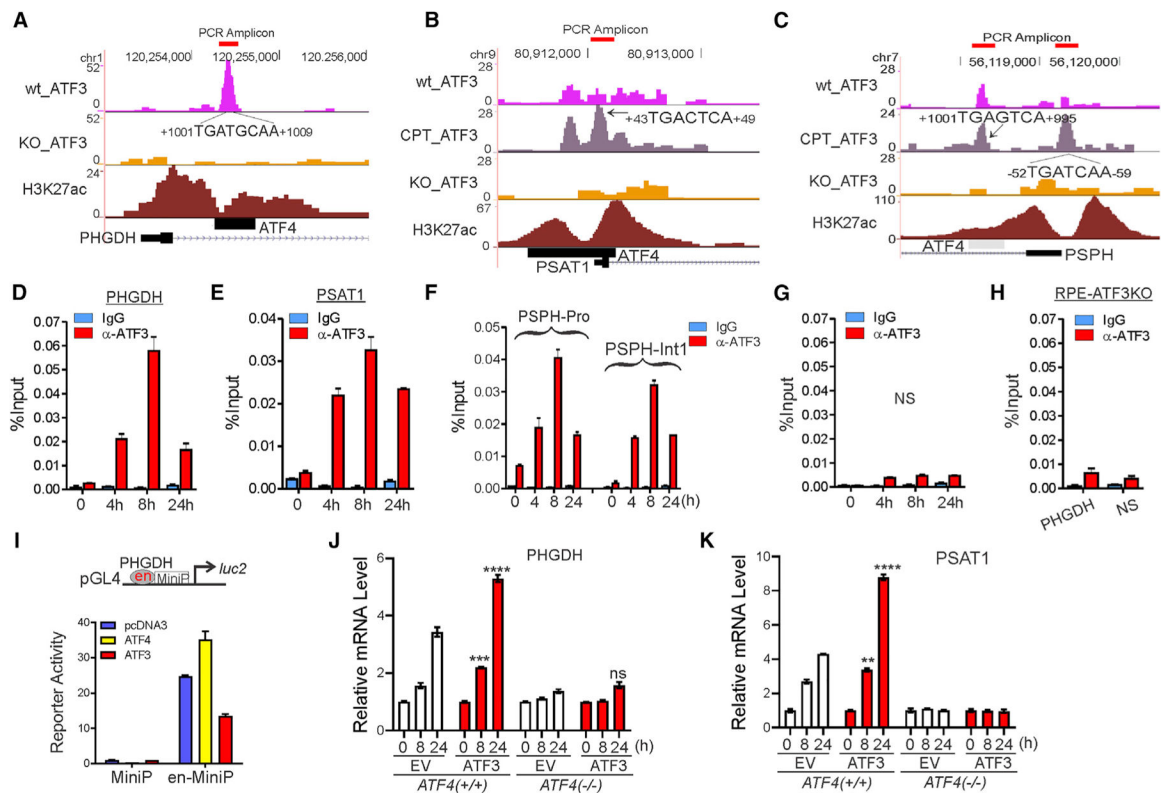 A
PCR Amplicon
chr1
120,254,000
120,255,000
120,256,000
52
wt_ATF3
0
+1001TGATGCAA+1009
52
KO_ATF3
0
24
H3K27ac
0
ATF4
PHGDH
B
PCR Amplicon
chr9
80,912,000
80,913,000
28
wt_ATF3
0
28
+43TGACTCA+49
CPT_ATF3
0
28
KO_ATF3
0
67
H3K27ac
0
ATF4
PSAT1
C
PCR Amplicon
chr7
56,119,000
56,120,000
28
wt_ATF3
0
24
+1001TGAGTCA+995
CPT_ATF3
0
28
-52TGATCAA-59
KO_ATF3
0
110
H3K27ac
0
ATF4
PSPH
D
PHGDH
IgG
α-ATF3
%Input
0.07
0.06
0.05
0.04
0.03
0.02
0.01
0.00
0 4h 8h 24h
E
PSAT1
IgG
α-ATF3
%Input
0.04
0.03
0.02
0.01
0.00
0 4h 8h 24h
F
PSPH-Pro
PSPH-Int1
IgG
α-ATF3
%Input
0.05
0.04
0.03
0.02
0.01
0.00
0 4 8 24 0 4 8 24 (h)
G
IgG
α-ATF3
NS
%Input
0.07
0.06
0.05
0.04
0.03
0.02
0.01
0.00
0 4h 8h 24h
H
RPE-ATF3KO
IgG
α-ATF3
%Input
0.07
0.06
0.05
0.04
0.03
0.02
0.01
0.00
PHGDH NS
I
PHGDH
pGL4 en MiniP luc2
pcDNA3
ATF4
ATF3
Reporter Activity
40
30
20
10
0
MiniP en-MiniP
J
PHGDH
Relative mRNA Level
6
4
2
0
***
****
ns
0 8 24 0 8 24 0 8 24 0 8 24 (h)
EV ATF3 EV ATF3
ATF4(+/+) ATF4(-/-)
K
PSAT1
Relative mRNA Level
10
8
6
4
2
0
**
****
0 8 24 0 8 24 0 8 24 0 8 24 (h)
EV ATF3 EV ATF3
ATF4(+/+) ATF4(-/-)